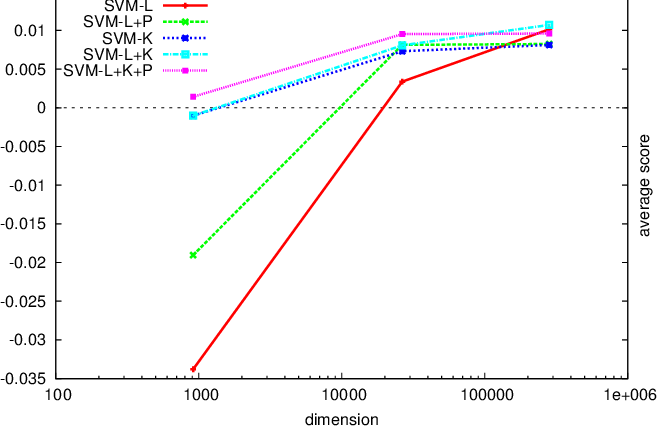 SVM-L
SVM-L+P
SVM-K
SVM-L+K
SVM-L+K+P
0.01
0.005
0
-0.005
-0.01
-0.015
-0.02
-0.025
-0.03
-0.035
100
1000
10000
100000
1e+006
dimension
average score